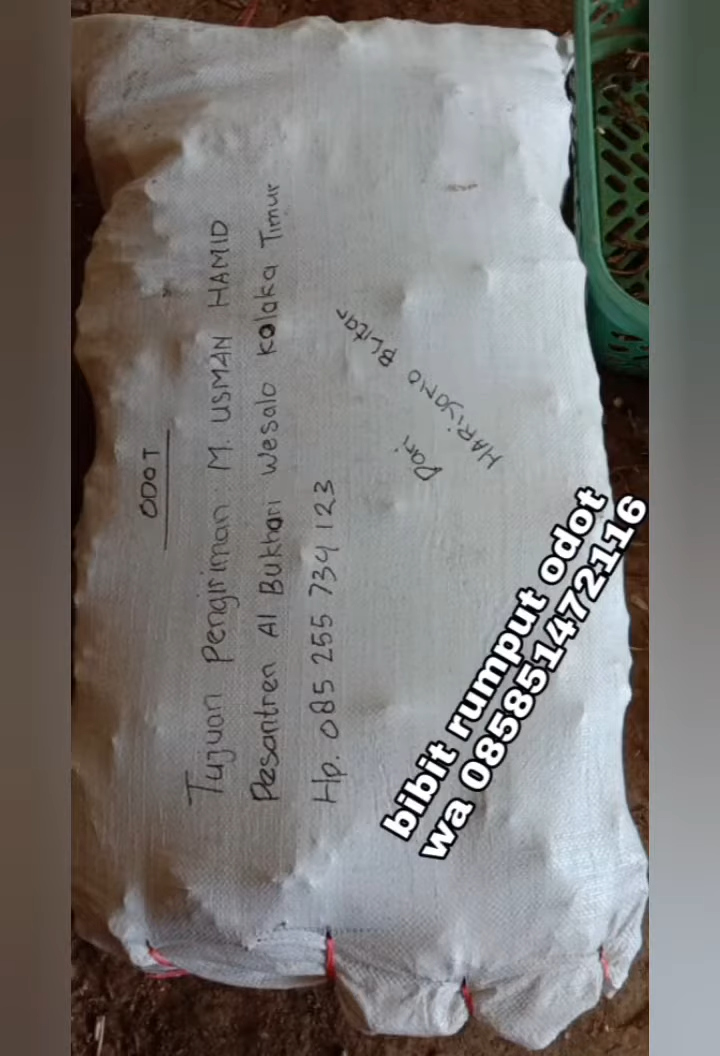 ODOT
Tujuan Pengiriman: M. USMAN HAMID
Pesantren Al Bukhari Wesalo Kolaka Timur
Hp. 085 255 734 123
Dari
HARIYONO BLitar
bibit rumput odot
wa 085851472116